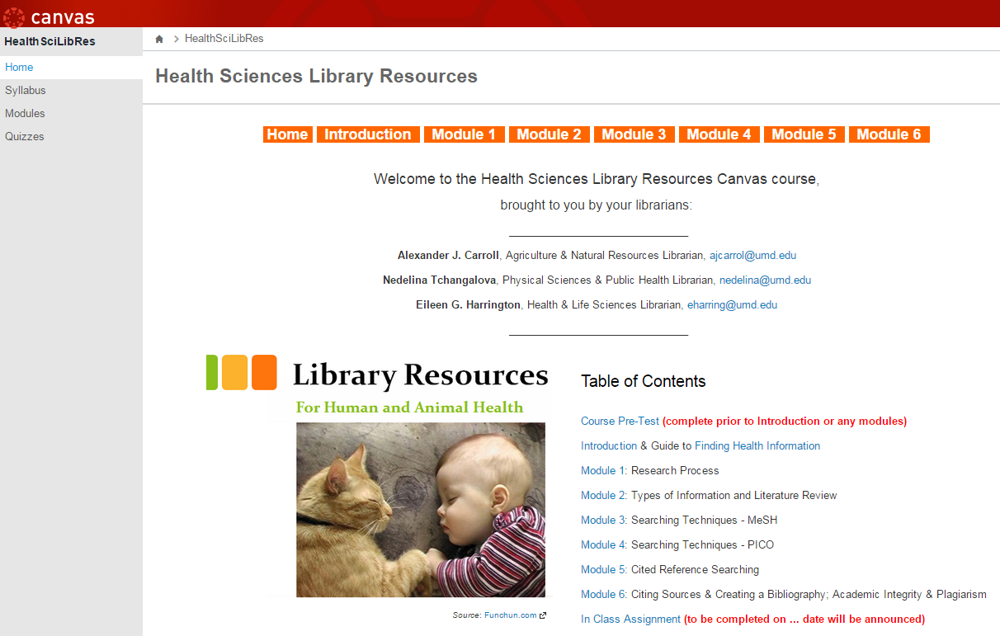 canvas
HealthSciLibRes
HealthSciLibRes
Home
Syllabus
Modules
Quizzes
Health Sciences Library Resources
Home Introduction Module 1 Module 2 Module 3 Module 4 Module 5 Module 6
Welcome to the Health Sciences Library Resources Canvas course,
brought to you by your librarians:
Alexander J. Carroll, Agriculture & Natural Resources Librarian, ajcarrol@umd.edu
Nedelina Tchangalova, Physical Sciences & Public Health Librarian, nedelina@umd.edu
Eileen G. Harrington, Health & Life Sciences Librarian, eharring@umd.edu
Library Resources
For Human and Animal Health
Source: Funchun.com
Table of Contents
Course Pre-Test (complete prior to Introduction or any modules)
Introduction & Guide to Finding Health Information
Module 1: Research Process
Module 2: Types of Information and Literature Review
Module 3: Searching Techniques - MeSH
Module 4: Searching Techniques - PICO
Module 5: Cited Reference Searching
Module 6: Citing Sources & Creating a Bibliography; Academic Integrity & Plagiarism
In Class Assignment (to be completed on ... date will be announced)